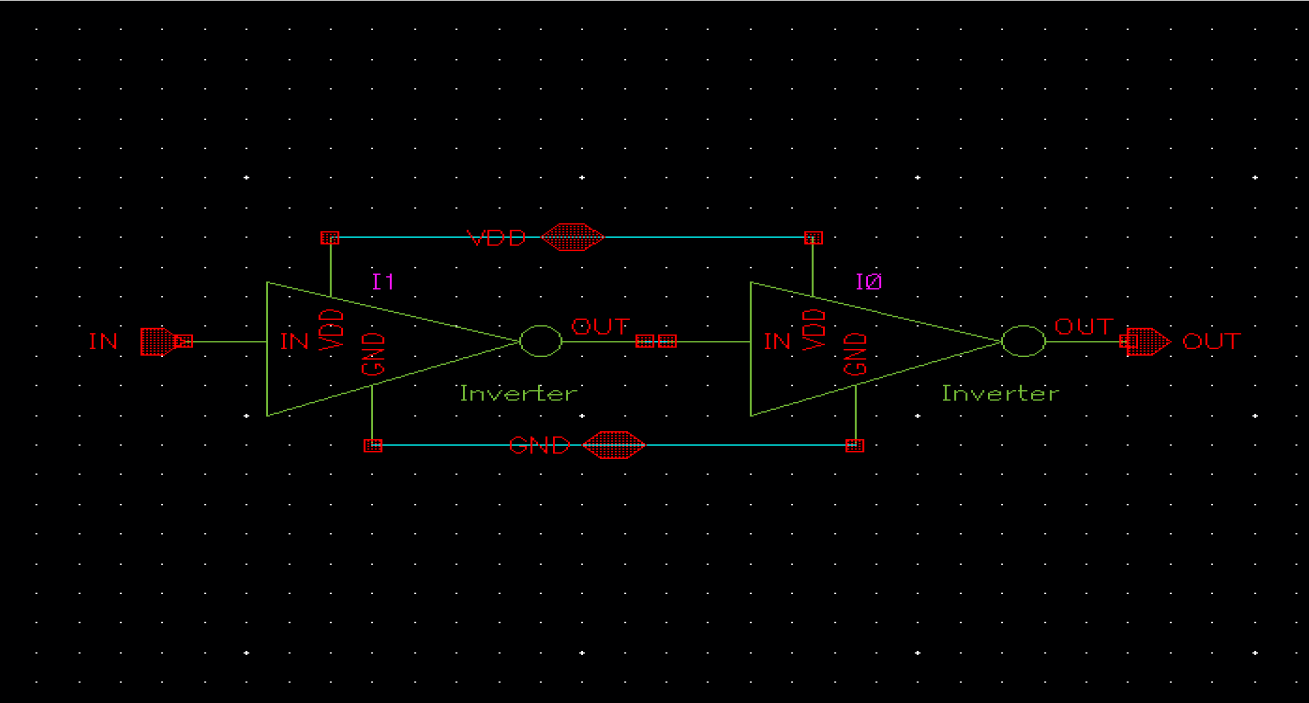 VDD
I1
I0
IN
IN
VDD
GND
OUT
IN
VDD
GND
OUT
OUT
Inverter
Inverter
GND